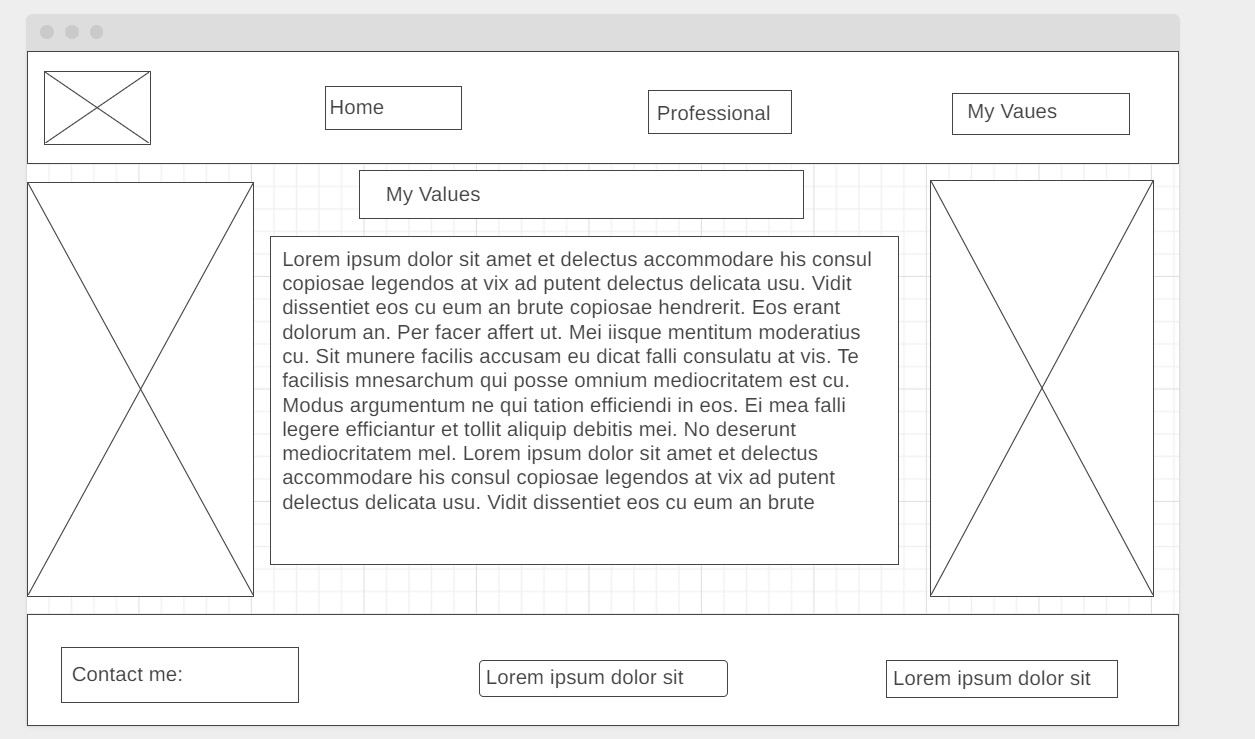 Home
Professional
My Vaues
My Values
Lorem ipsum dolor sit amet et delectus accommodare his consul
copiosae legendos at vix ad putent delectus delicata usu. Vidit
dissentiet eos cu eum an brute copiosae hendrerit. Eos erant
dolorum an. Per facer affert ut. Mei iisque mentitum moderatius
cu. Sit munere facilis accusam eu dicat falli consulatu at vis. Te
facilisis mnesarchum qui posse omnium mediocritatem est cu.
Modus argumentum ne qui tation efficiendi in eos. Ei mea falli
legere efficiantur et tollit aliquip debitis mei. No deserunt
mediocritatem mel. Lorem ipsum dolor sit amet et delectus
accommodare his consul copiosae legendos at vix ad putent
delectus delicata usu. Vidit dissentiet eos cu eum an brute
Contact me:
Lorem ipsum dolor sit
Lorem ipsum dolor sit